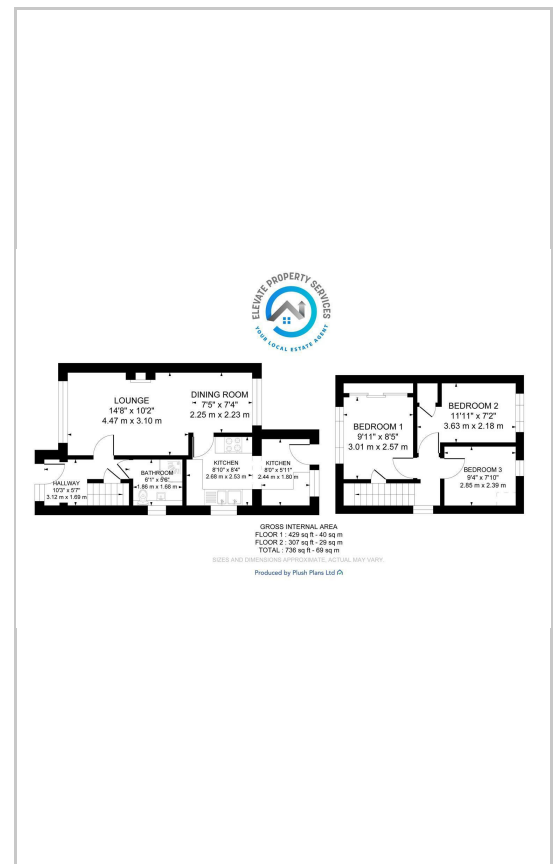 ELEVATE PROPERTY SERVICES
YOUR LOCAL ESTATE AGENT
LOUNGE
14'8" x 10'2"
4.47 m x 3.10 m
DINING ROOM
7'5" x 7'4"
2.25 m x 2.23 m
HALLWAY
10'3" x 5'7"
3.12 m x 1.69 m
BATHROOM
6'1" x 5'6"
1.86 m x 1.68 m
KITCHEN
8'10" x 8'4"
2.68 m x 2.53 m
KITCHEN
8'0" x 5'11"
2.44 m x 1.80 m
BEDROOM 1
9'11" x 8'5"
3.01 m x 2.57 m
BEDROOM 2
11'11" x 7'2"
3.63 m x 2.18 m
BEDROOM 3
9'4" x 7'10"
2.85 m x 2.39 m
GROSS INTERNAL AREA
FLOOR 1 : 429 sq ft - 40 sq m
FLOOR 2 : 307 sq ft - 29 sq m
TOTAL : 736 sq ft - 69 sq m
SIZES AND DIMENSIONS APPROXIMATE, ACTUAL MAY VARY.
Produced by Plush Plans Ltd